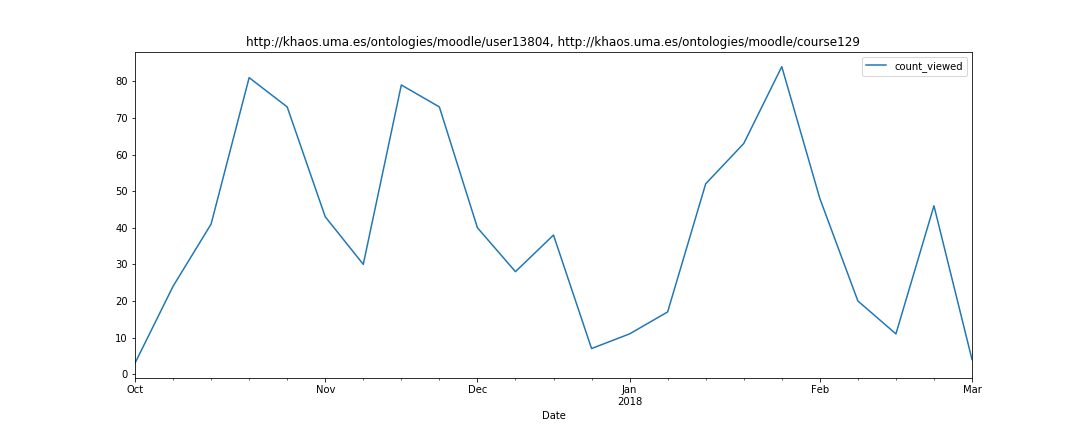 http://khaos.uma.es/ontologies/moodle/user13804, http://khaos.uma.es/ontologies/moodle/course129
count_viewed
80
70
60
50
40
30
20
10
0
Oct
Nov
Dec
Jan
2018
Feb
Mar
Date